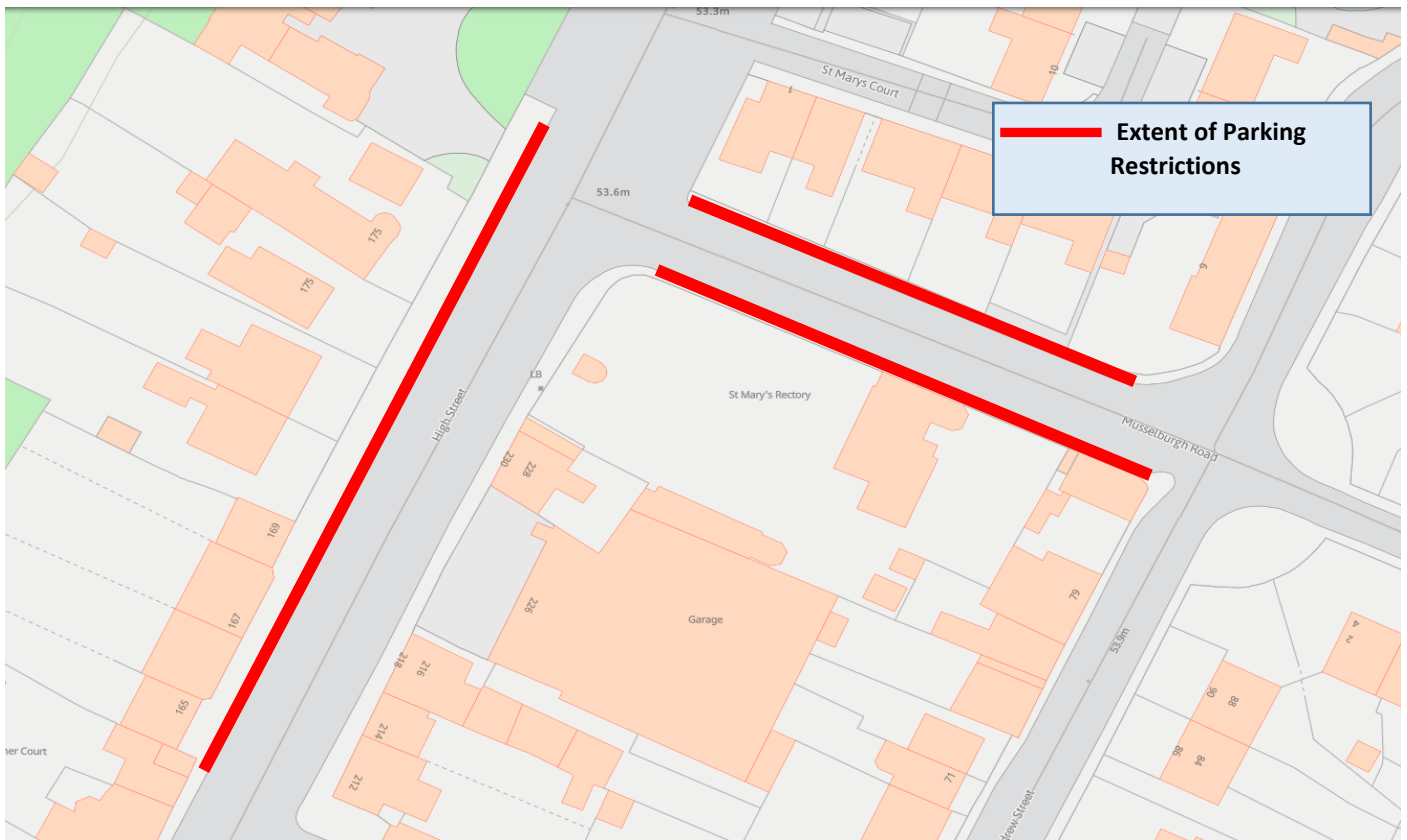 53.3m
St Marys Court
10
1
Extent of Parking
Restrictions
53.6m
175
9
175
LB
High Street
St Mary's Rectory
Musselburgh Road
230
228
169
226
Garage
79
167
53.9m
4
2
218
216
90
88
165
214
86
84
ner Court
212
71
drew Street